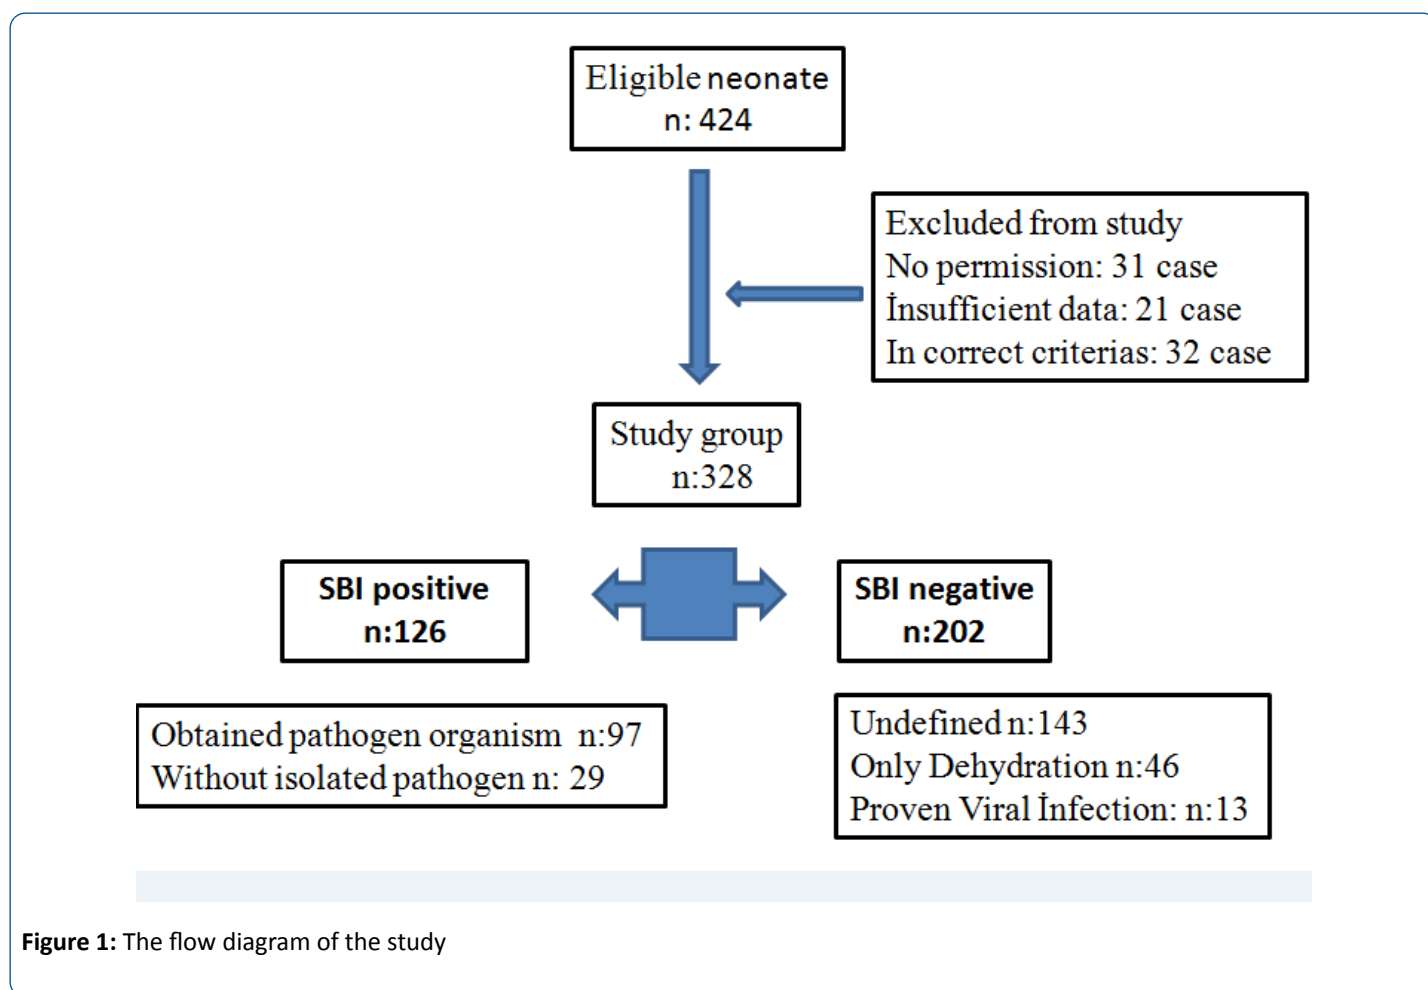 Eligible neonate
n: 424
Excluded from study
No permission: 31 case
İnsufficient data: 21 case
In correct criterias: 32 case
Study group
n:328
SBI positive
n:126
SBI negative
n:202
Obtained pathogen organism n:97
Without isolated pathogen n: 29
Undefined n:143
Only Dehydration n:46
Proven Viral İnfection: n:13
Figure 1: The flow diagram of the study